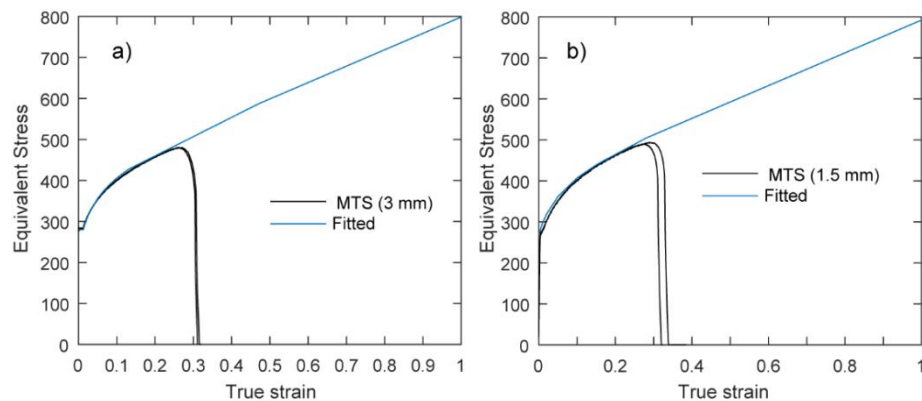 a)
Equivalent Stress
800
700
600
500
400
300
200
100
0
MTS (3 mm)
Fitted
0 0.1 0.2 0.3 0.4 0.5 0.6 0.7 0.8 0.9 1
True strain
b)
Equivalent Stress
800
700
600
500
400
300
200
100
0
MTS (1.5 mm)
Fitted
0 0.2 0.4 0.6 0.8 1
True strain